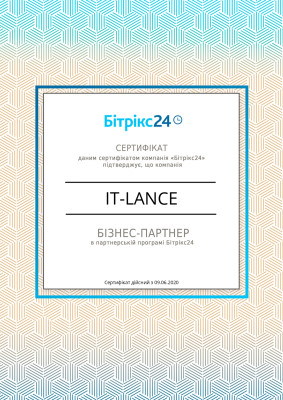 Бітрікс24
СЕРТИФІКАТ
даним сертифікатом компанія «Бітрікс24»
підтверджує, що компанія
IT-LANCE
БІЗНЕС-ПАРТНЕР
в партнерській програмі Бітрікс24
Сертифікат дійсний з 09.06.2020